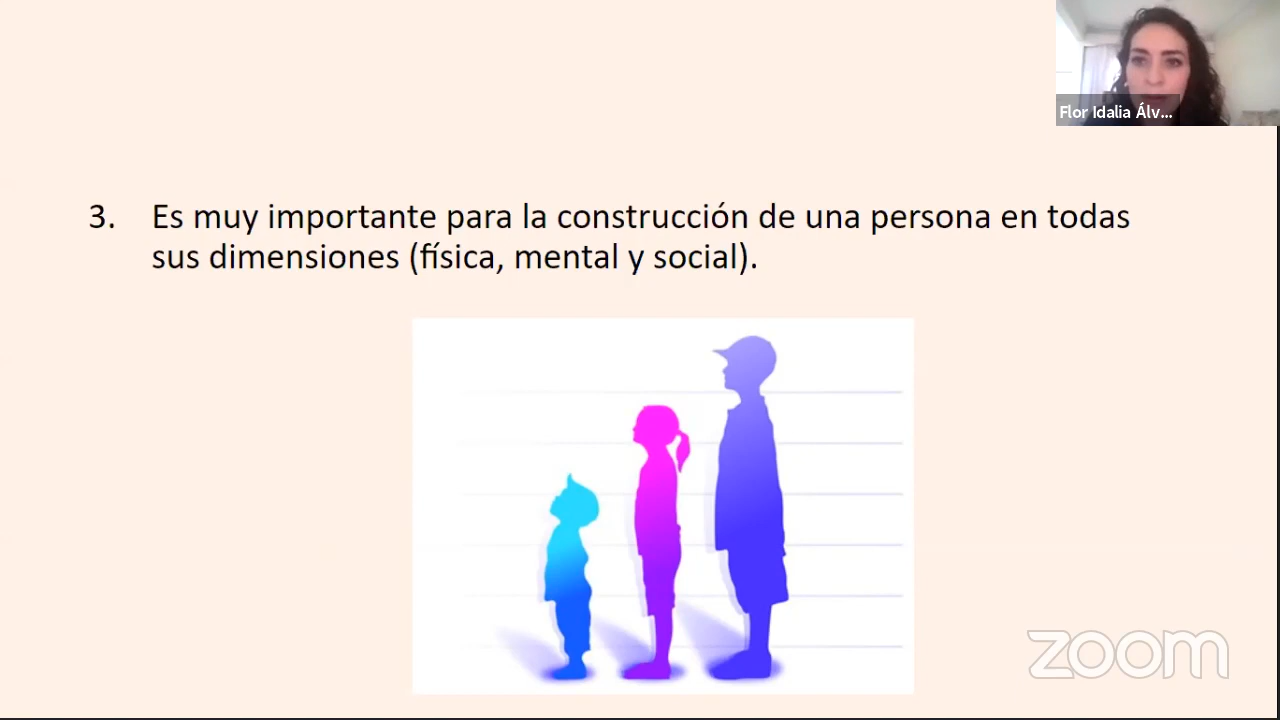 Flor Idalia Álv...
3. Es muy importante para la construcción de una persona en todas
sus dimensiones (física, mental y social).
zoom